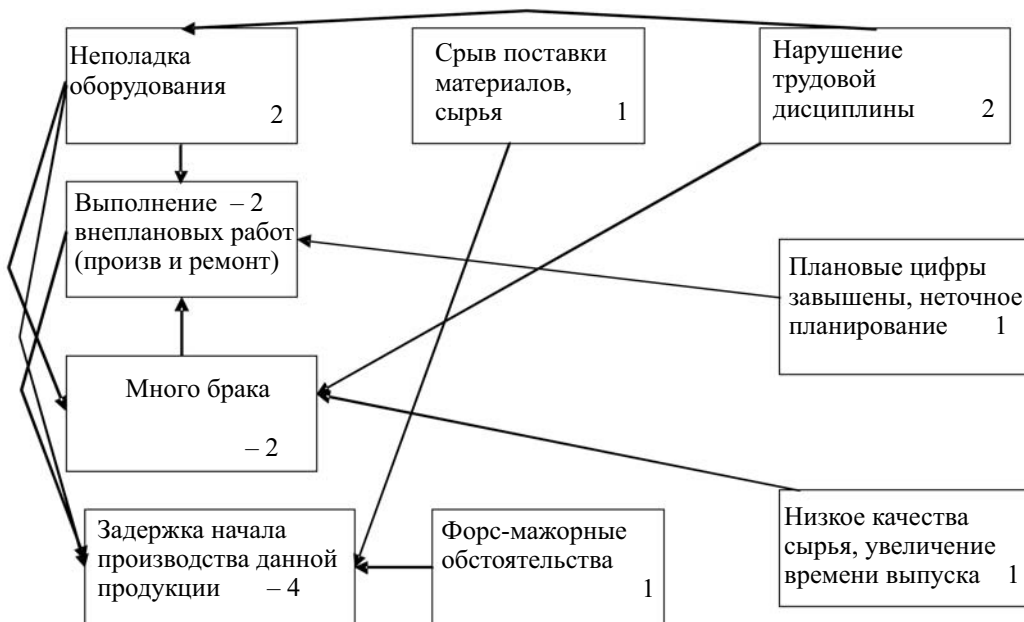 Неполадка
оборудования
2
Срыв поставки
материалов,
сырья 1
Нарушение
трудовой
дисциплины 2
Выполнение – 2
внеплановых работ
(произв и ремонт)
Плановые цифры
завышены, неточное
планирование 1
Много брака
– 2
Задержка начала
производства данной
продукции – 4
Форс-мажорные
обстоятельства
1
Низкое качества
сырья, увеличение
времени выпуска 1